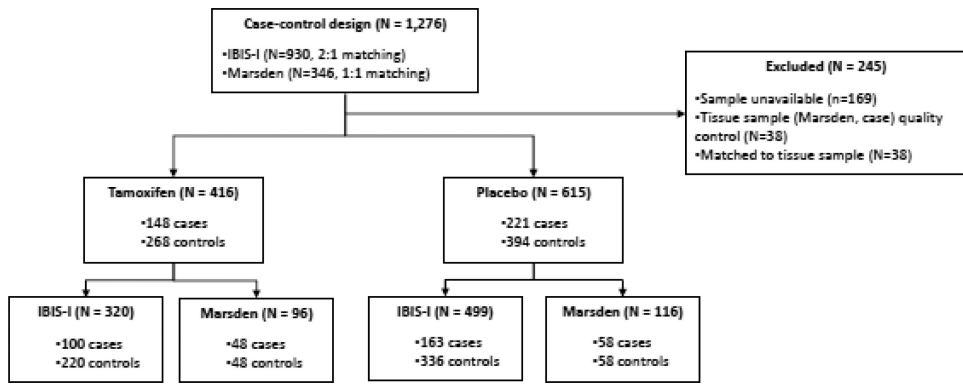 Case-control design (N = 1,276)
•IBIS-I (N=930, 2:1 matching)
•Marsden (N=346, 1:1 matching)
Excluded (N = 245)
•Sample unavailable (n=169)
•Tissue sample (Marsden, case) quality
control (N=38)
•Matched to tissue sample (N=38)
Tamoxifen (N = 416)
•148 cases
•268 controls
Placebo (N = 615)
•221 cases
•394 controls
IBIS-I (N = 320)
•100 cases
•220 controls
Marsden (N = 96)
•48 cases
•48 controls
IBIS-I (N = 499)
•163 cases
•336 controls
Marsden (N = 116)
•58 cases
•58 controls